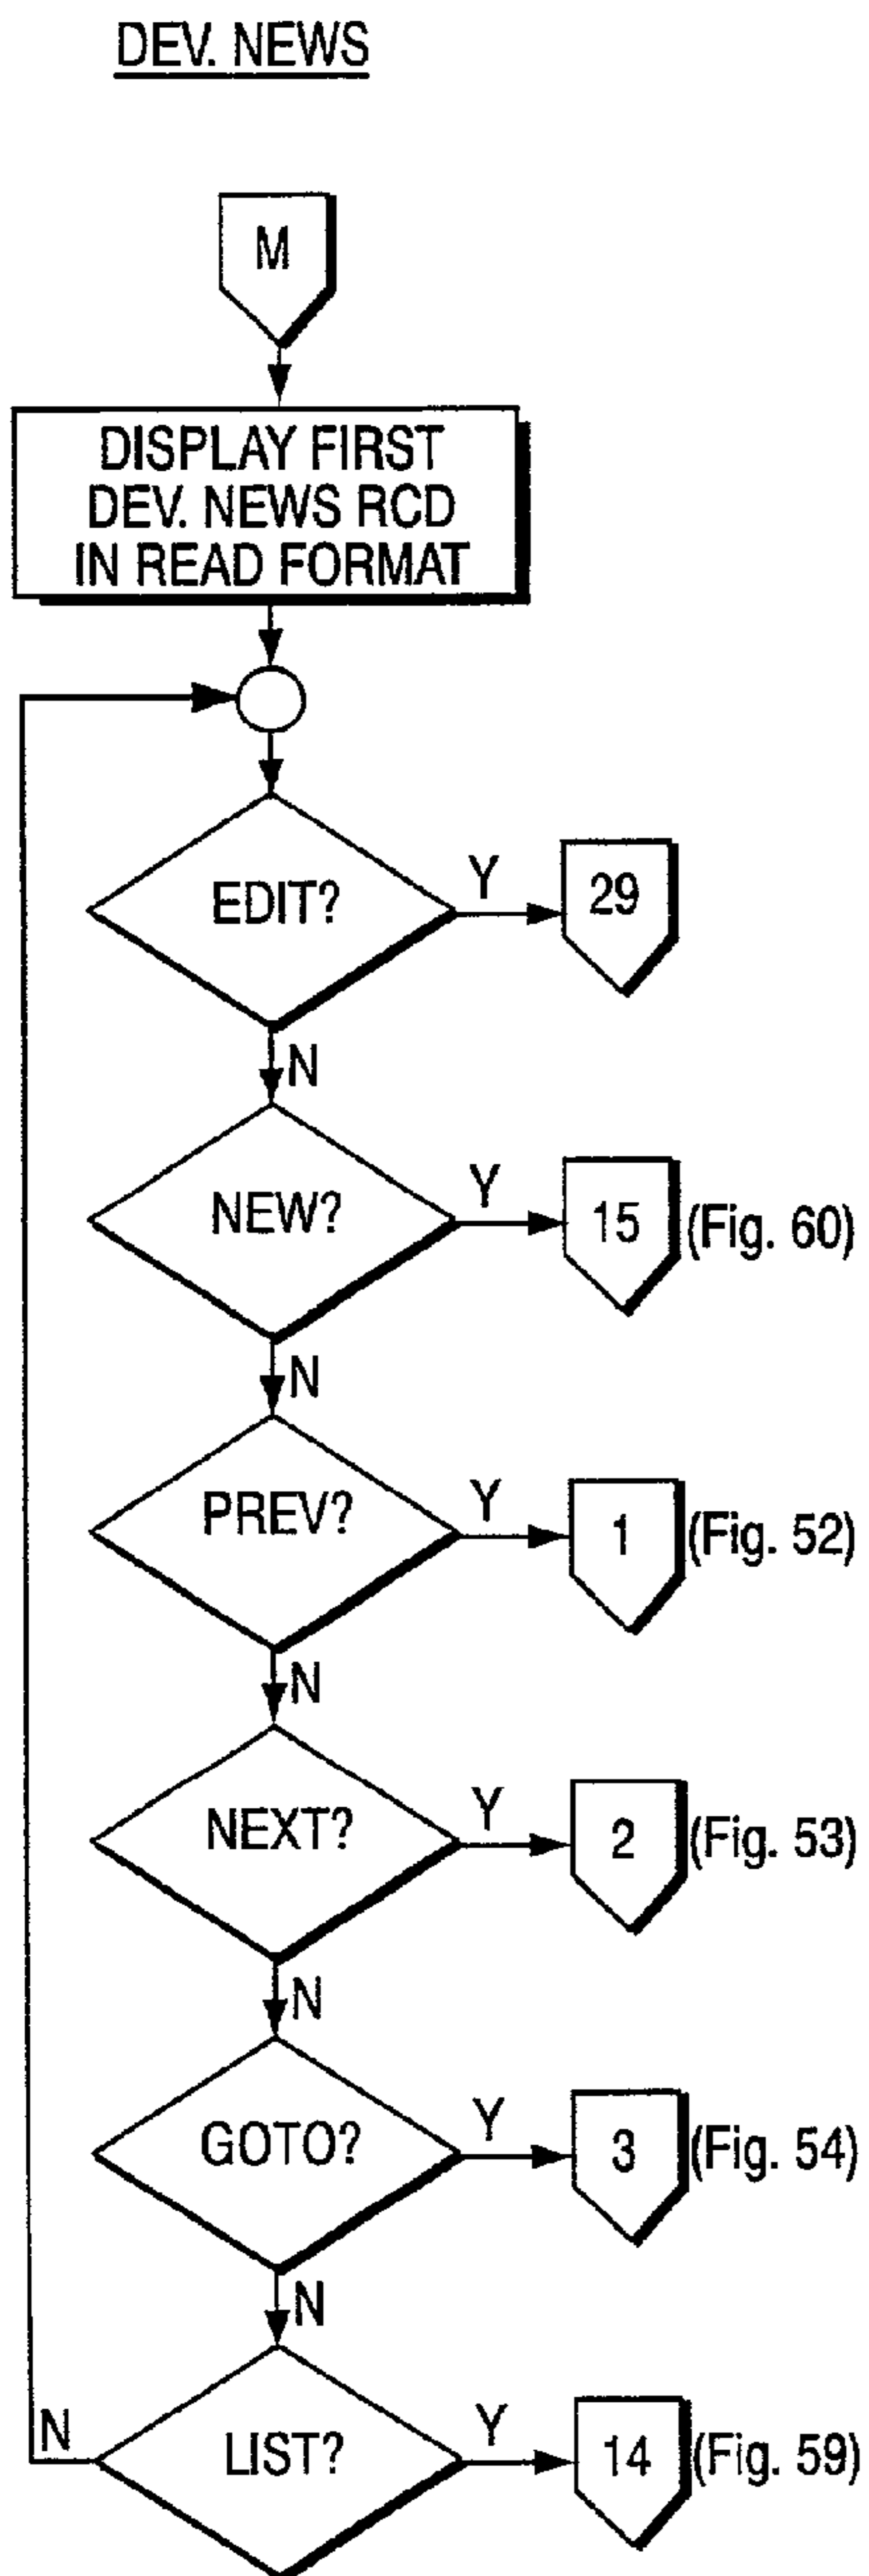 DEV. NEWS
M
DISPLAY FIRST
DEV. NEWS RCD
IN READ FORMAT
EDIT?
Y
29
N
NEW?
Y
15
(Fig. 60)
N
PREV?
Y
1
(Fig. 52)
N
NEXT?
Y
2
(Fig. 53)
N
GOTO?
Y
3
(Fig. 54)
N
N
LIST?
Y
14
(Fig. 59)